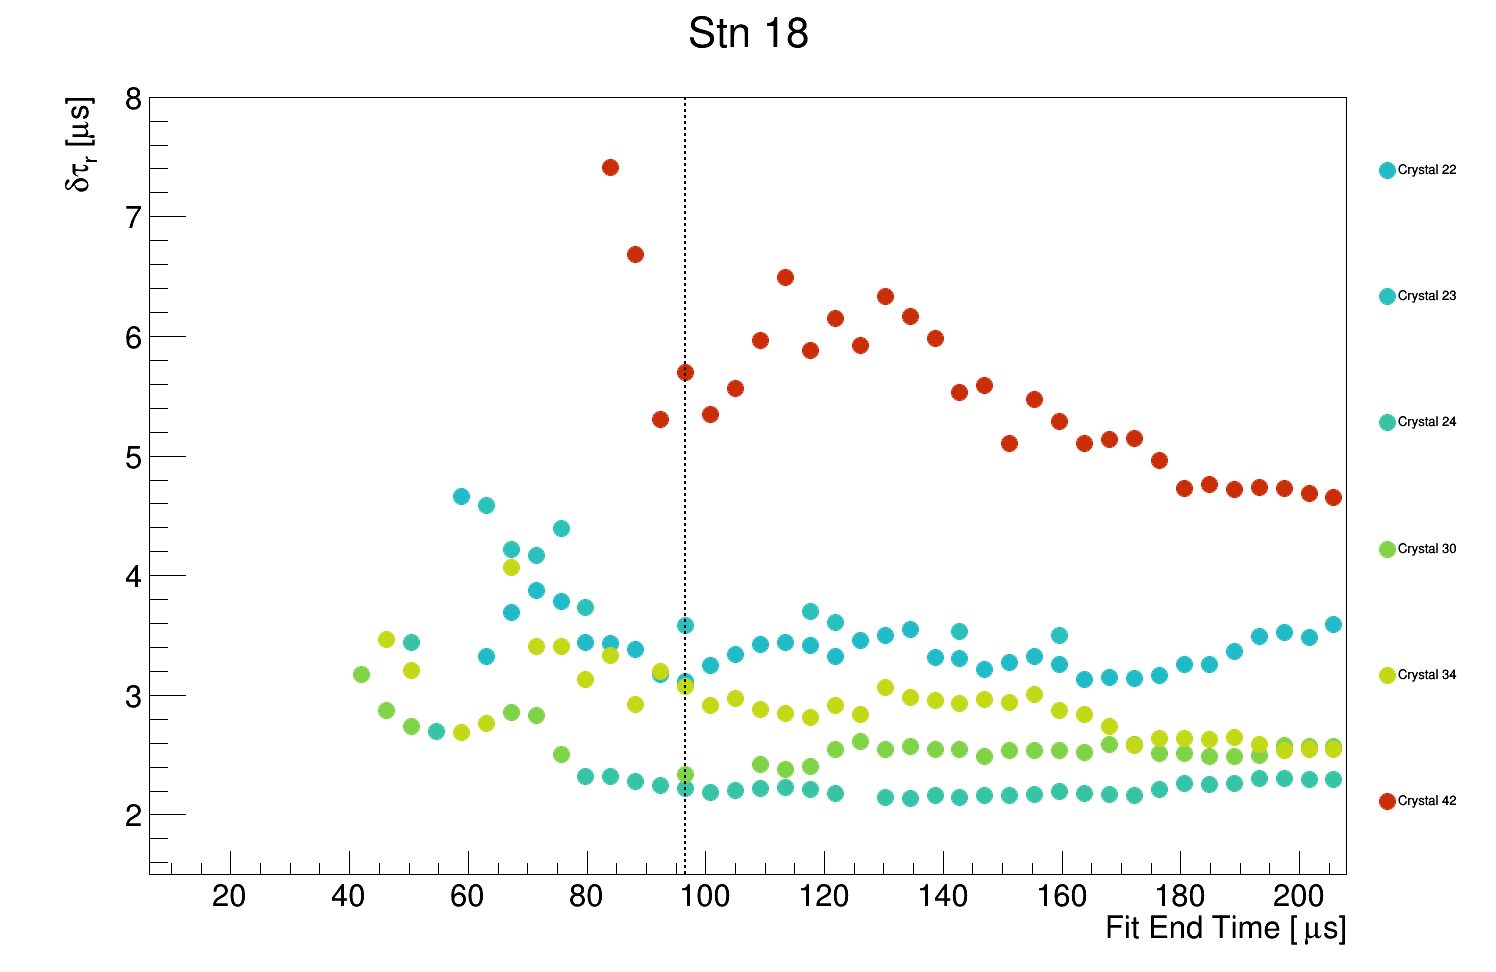 Stn 18
δτr [μs]
8
7
6
5
4
3
2
20 40 60 80 100 120 140 160 180 200
Fit End Time [ μs]
Crystal 22
Crystal 23
Crystal 24
Crystal 30
Crystal 34
Crystal 42